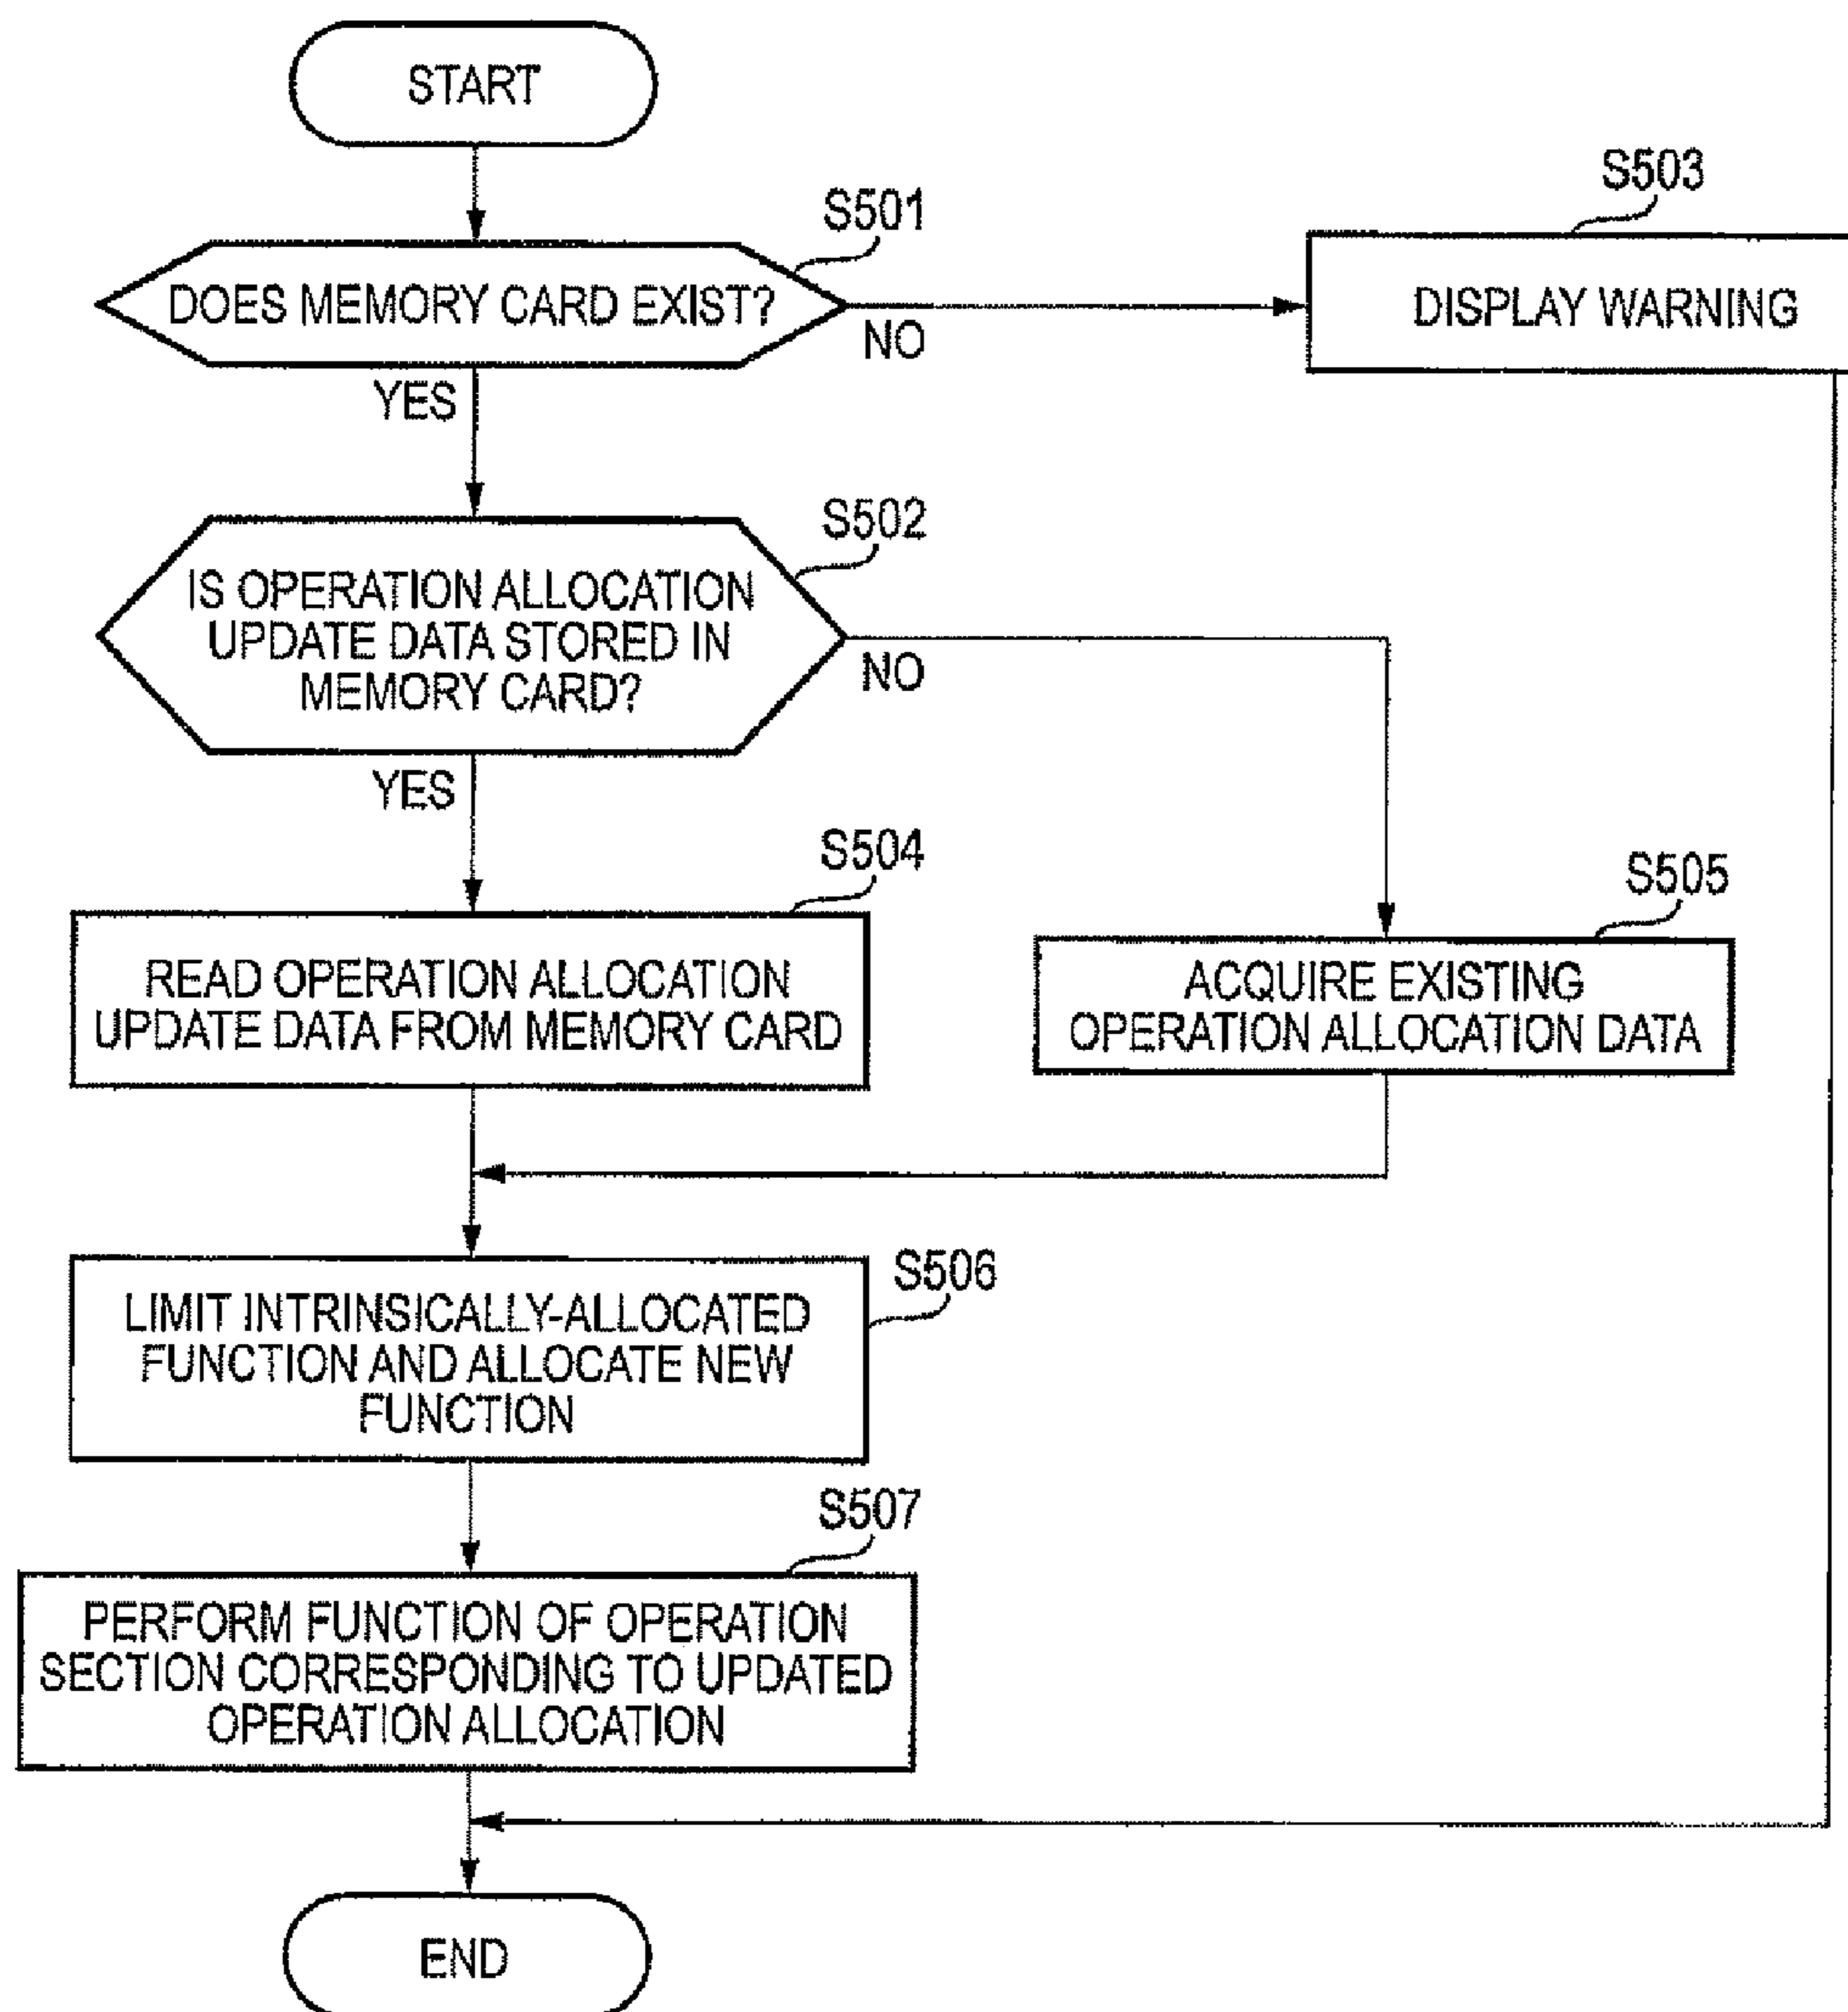 START
S501
S503
DOES MEMORY CARD EXIST?
DISPLAY WARNING
NO
YES
S502
IS OPERATION ALLOCATION
UPDATE DATA STORED IN
MEMORY CARD?
NO
YES
S504
S505
READ OPERATION ALLOCATION
UPDATE DATA FROM MEMORY CARD
ACQUIRE EXISTING
OPERATION ALLOCATION DATA
S506
LIMIT INTRINSICALLY-ALLOCATED
FUNCTION AND ALLOCATE NEW
FUNCTION
S507
PERFORM FUNCTION OF OPERATION
SECTION CORRESPONDING TO UPDATED
OPERATION ALLOCATION
END